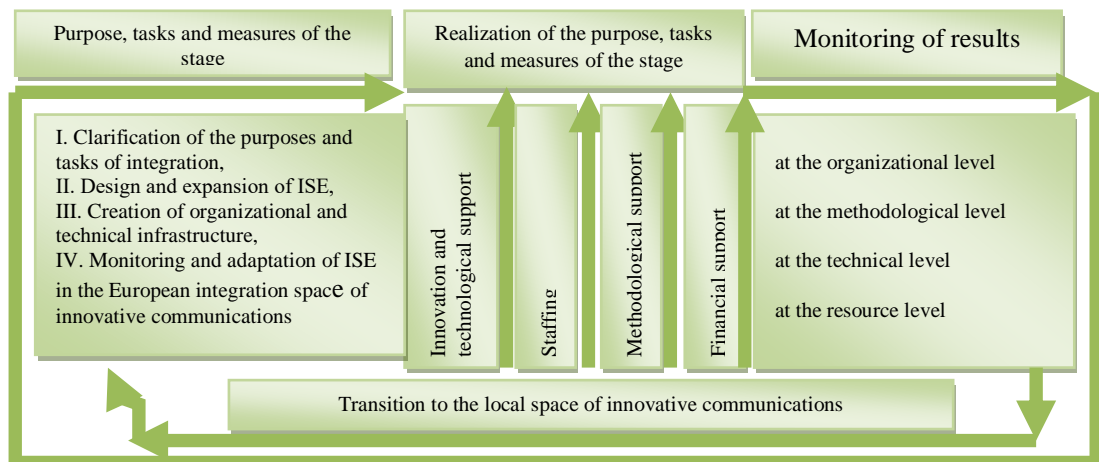 Purpose, tasks and measures of the
stage
Realization of the purpose, tasks
and measures of the stage
Monitoring of results
I. Clarification of the purposes and
tasks of integration,
II. Design and expansion of ISE,
III. Creation of organizational and
technical infrastructure,
IV. Monitoring and adaptation of ISE
in the European integration space of
innovative communications
Innovation and
technological support
Staffing
Methodological support
Financial support
at the organizational level
at the methodological level
at the technical level
at the resource level
Transition to the local space of innovative communications